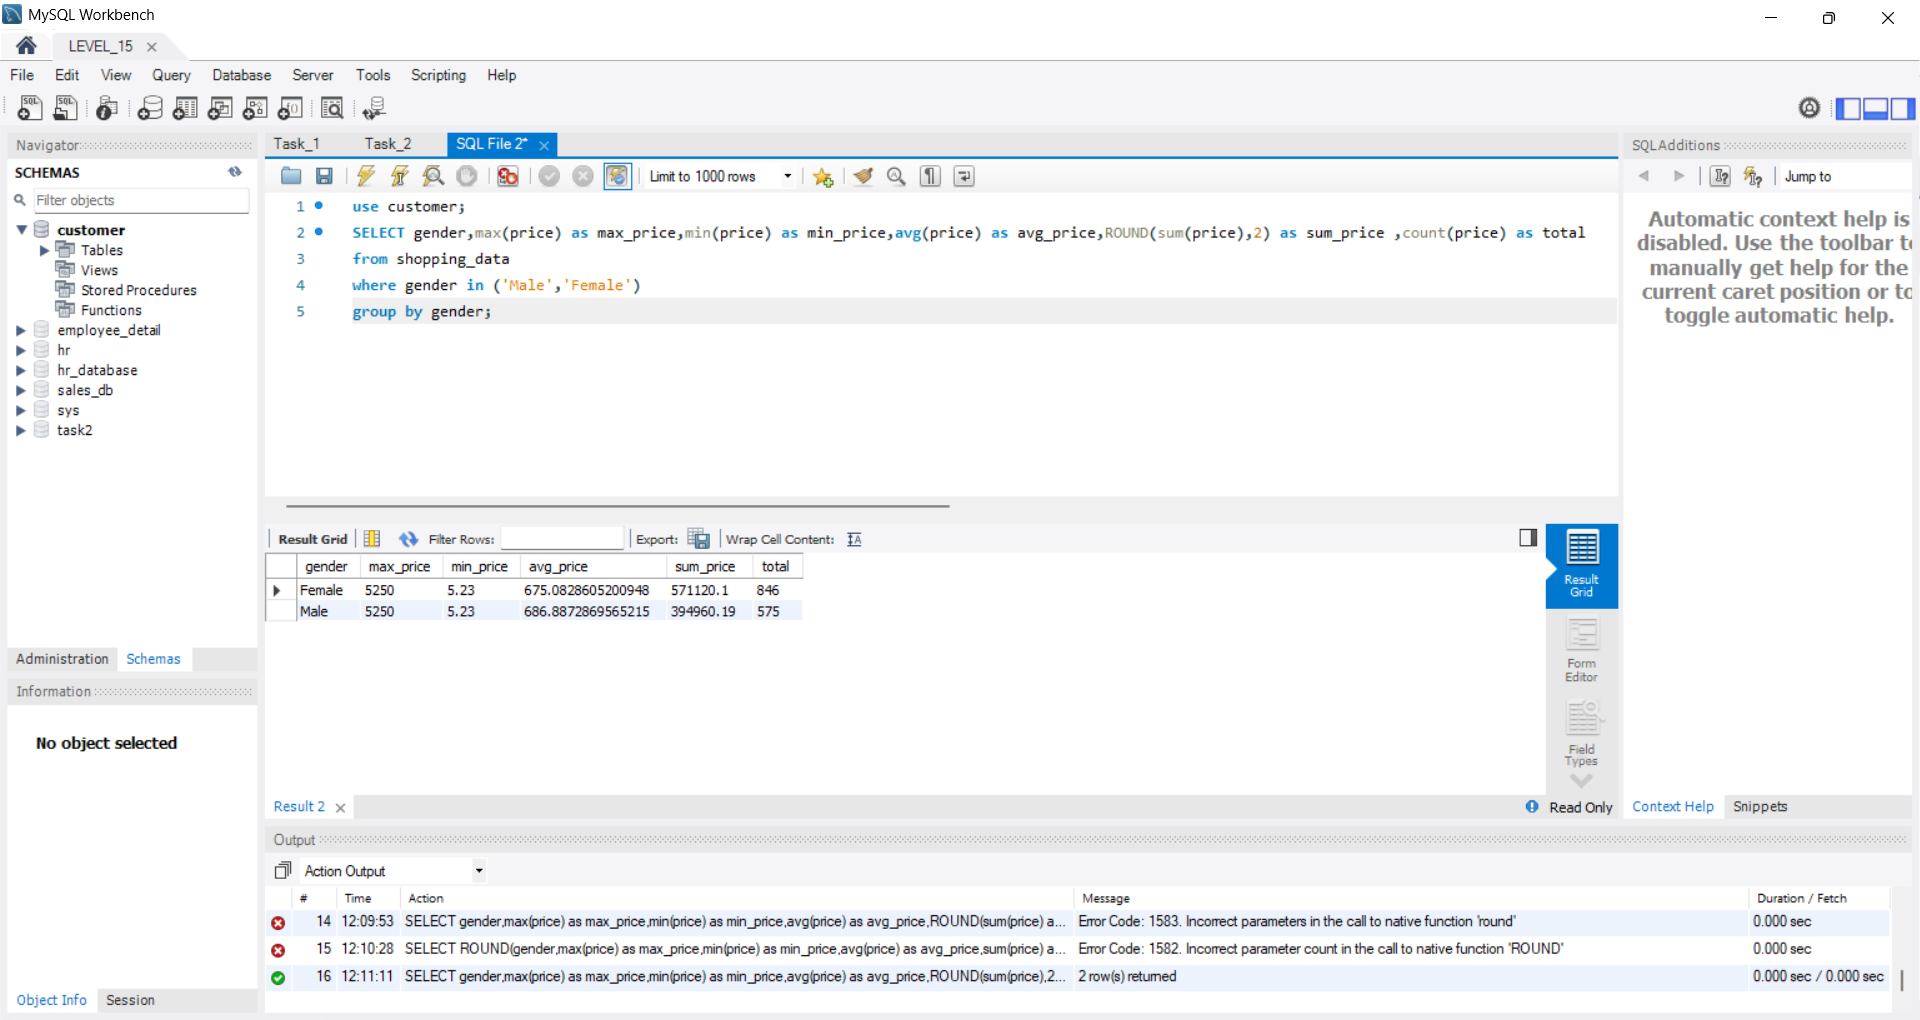 MySQL Workbench
LEVEL_15
File Edit View Query Database Server Tools Scripting Help
Navigator
SCHEMAS
Filter objects
customer
Tables
Views
Stored Procedures
Functions
employee_detail
hr
hr_database
sales_db
sys
task2
Administration Schemas
Information
No object selected
Object Info Session
Task_1 Task_2 SQL File 2*
Limit to 1000 rows
1 use customer;
2 SELECT gender,max(price) as max_price,min(price) as min_price,avg(price) as avg_price,ROUND(sum(price),2) as sum_price ,count(price) as total
3 from shopping_data
4 where gender in ('Male','Female')
5 group by gender;
Result Grid Filter Rows: Export: Wrap Cell Content:
gender max_price min_price avg_price sum_price total
Female 5250 5.23 675.0828605200948 571120.1 846
Male 5250 5.23 686.8872869565215 394960.19 575
Result Grid
Form Editor
Field Types
Result 2
Read Only
SQLAdditions
Jump to
Automatic context help is
disabled. Use the toolbar to
manually get help for the
current caret position or to
toggle automatic help.
Context Help Snippets
Output
Action Output
# Time Action Message Duration / Fetch
14 12:09:53 SELECT gender,max(price) as max_price,min(price) as min_price,avg(price) as avg_price,ROUND(sum(price) a... Error Code: 1583. Incorrect parameters in the call to native function 'round' 0.000 sec
15 12:10:28 SELECT ROUND(gender,max(price) as max_price,min(price) as min_price,avg(price) as avg_price,sum(price) a... Error Code: 1582. Incorrect parameter count in the call to native function 'ROUND' 0.000 sec
16 12:11:11 SELECT gender,max(price) as max_price,min(price) as min_price,avg(price) as avg_price,ROUND(sum(price),2... 2 row(s) returned 0.000 sec / 0.000 sec